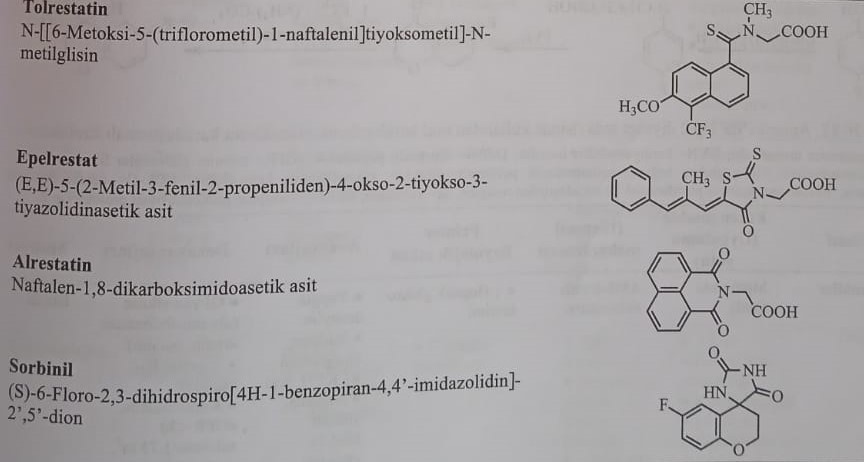 Tolrestatin
N-[[6-Metoksi-5-(triflorometil)-1-naftalenil]tiyoksometil]-N-
metilglisin
CH3
S
N
COOH
H3CO
CF3
Epelrestat
(E,E)-5-(2-Metil-3-fenil-2-propeniliden)-4-okso-2-tiyokso-3-
tiyazolidinasetik asit
S
CH3
S
N
COOH
O
Alrestatin
Naftalen-1,8-dikarboksimidoasetik asit
O
N
COOH
O
Sorbinil
(S)-6-Floro-2,3-dihidrospiro[4H-1-benzopiran-4,4’-imidazolidin]-
2’,5’-dion
O
NH
HN
O
F
O